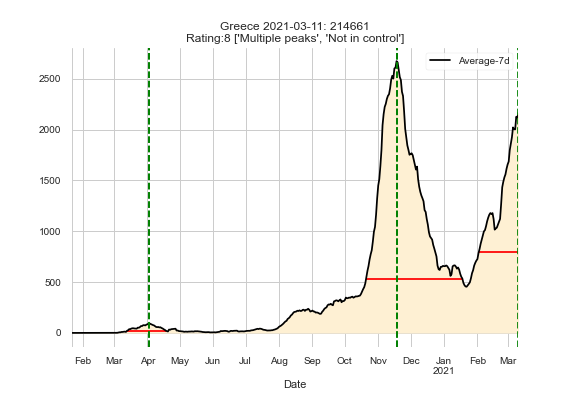 Greece 2021-03-11: 214661
Rating:8 ['Multiple peaks', 'Not in control']
Average-7d
2500
2000
1500
1000
500
0
Feb Mar Apr May Jun Jul Aug Sep Oct Nov Dec Jan Feb Mar
2021
Date